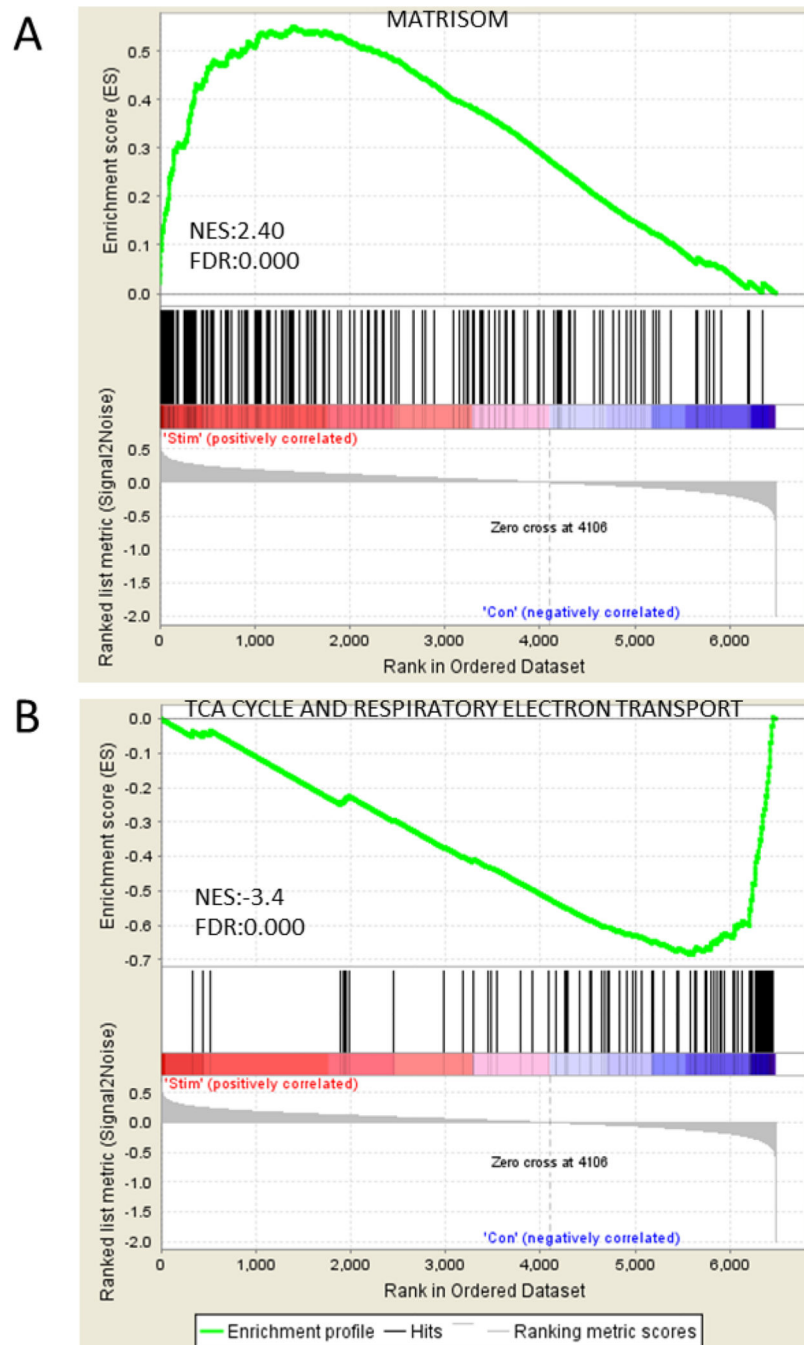 A
MATRISOM
Enrichment score (ES)
0.5
0.4
0.3
0.2
0.1
0.0
NES:2.40
FDR:0.000
'Stim' (positively correlated)
Ranked list metric (Signal2Noise)
0.5
0.0
-0.5
-1.0
-1.5
-2.0
Zero cross at 4106
'Con' (negatively correlated)
0 1,000 2,000 3,000 4,000 5,000 6,000
Rank in Ordered Dataset
B
TCA CYCLE AND RESPIRATORY ELECTRON TRANSPORT
Enrichment score (ES)
0.0
-0.1
-0.2
-0.3
-0.4
-0.5
-0.6
-0.7
NES:-3.4
FDR:0.000
'Stim' (positively correlated)
Ranked list metric (Signal2Noise)
0.5
0.0
-0.5
-1.0
-1.5
-2.0
Zero cross at 4106
'Con' (negatively correlated)
0 1,000 2,000 3,000 4,000 5,000 6,000
Rank in Ordered Dataset
Enrichment profile Hits Ranking metric scores